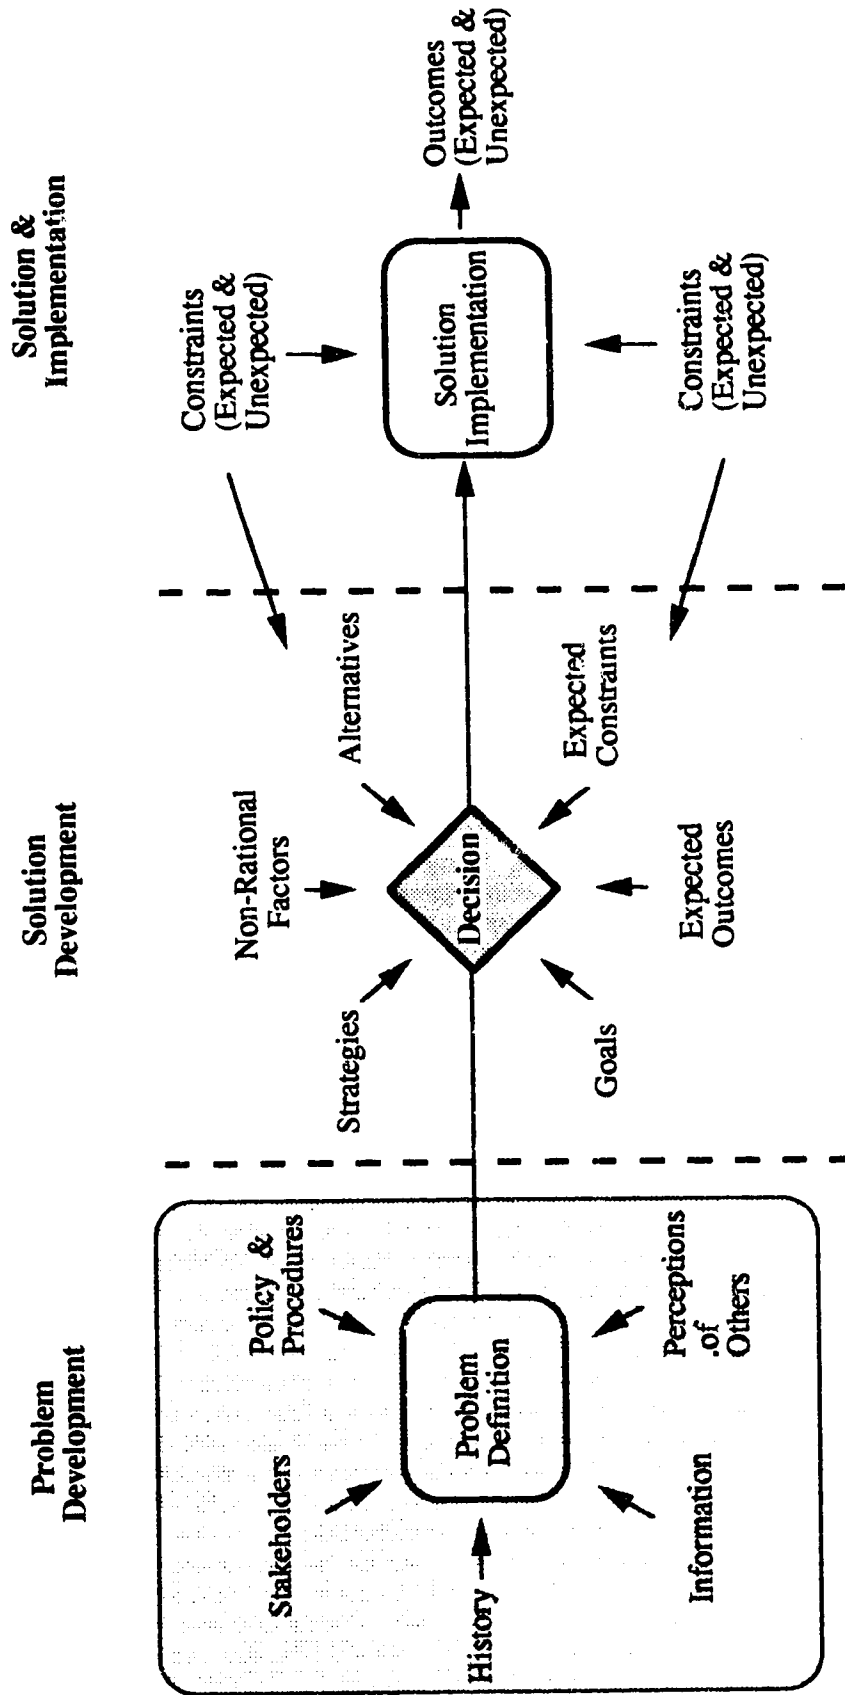 Problem
Development
Solution
Development
Solution &
Implementation
Stakeholders
Policy &
Procedures
History
Problem
Definition
Information
Perceptions
of
Others
Strategies
Non-Rational
Factors
Alternatives
Decision
Goals
Expected
Outcomes
Expected
Constraints
Constraints
(Expected &
Unexpected)
Solution
Implementation
Outcomes
(Expected &
Unexpected)
Constraints
(Expected &
Unexpected)